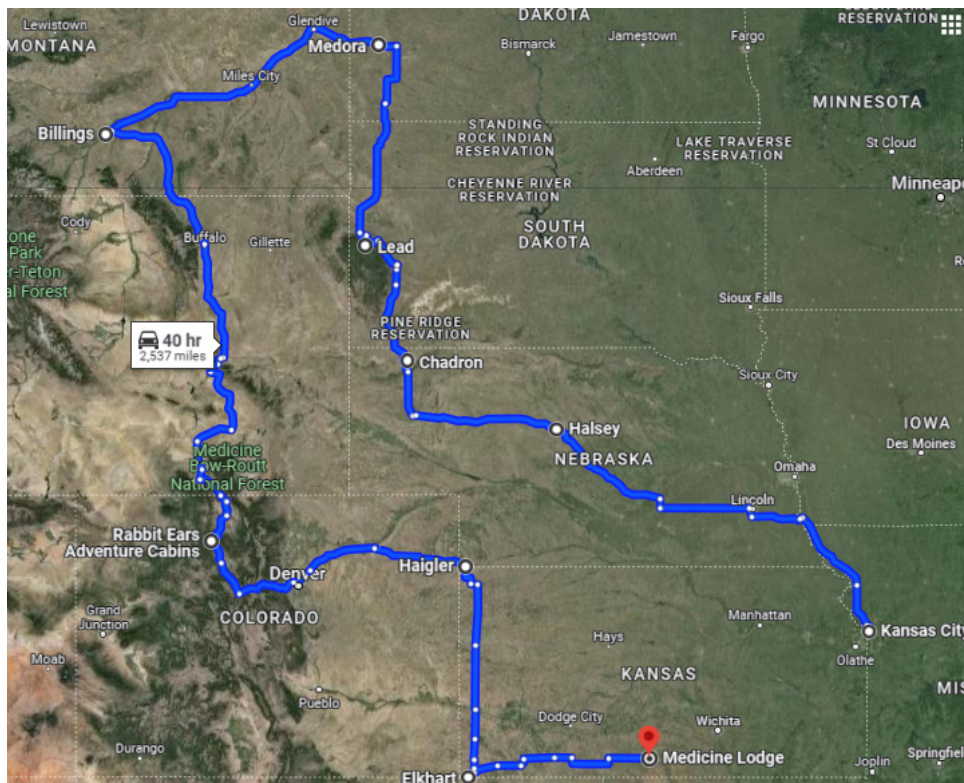 Lewistown
MONTANA
Glendive
Medora
DAKOTA
Bismarck
Jamestown
Fargo
RESERVATION
Miles City
Billings
MINNESOTA
STANDING
ROCK INDIAN
RESERVATION
LAKE TRAVERSE
RESERVATION
St Cloud
Aberdeen
CHEYENNE RIVER
RESERVATION
Minneap
Cody
Buffalo
Gillette
Lead
SOUTH
DAKOTA
Park
r-Teton
al Forest
Sioux Falls
40 hr
2,537 miles
PINE RIDGE
RESERVATION
Chadron
Sioux City
IOWA
Des Moines
Halsey
NEBRASKA
Omaha
Medicine
Bow-Routt
National Forest
Lincoln
Rabbit Ears
Adventure Cabins
Denver
Haigler
COLORADO
Grand
Junction
Manhattan
Kansas City
Hays
Olathe
Moab
KANSAS
MIS
Pueblo
Dodge City
Wichita
Durango
Medicine Lodge
Elkhart
Joplin
Springfiel